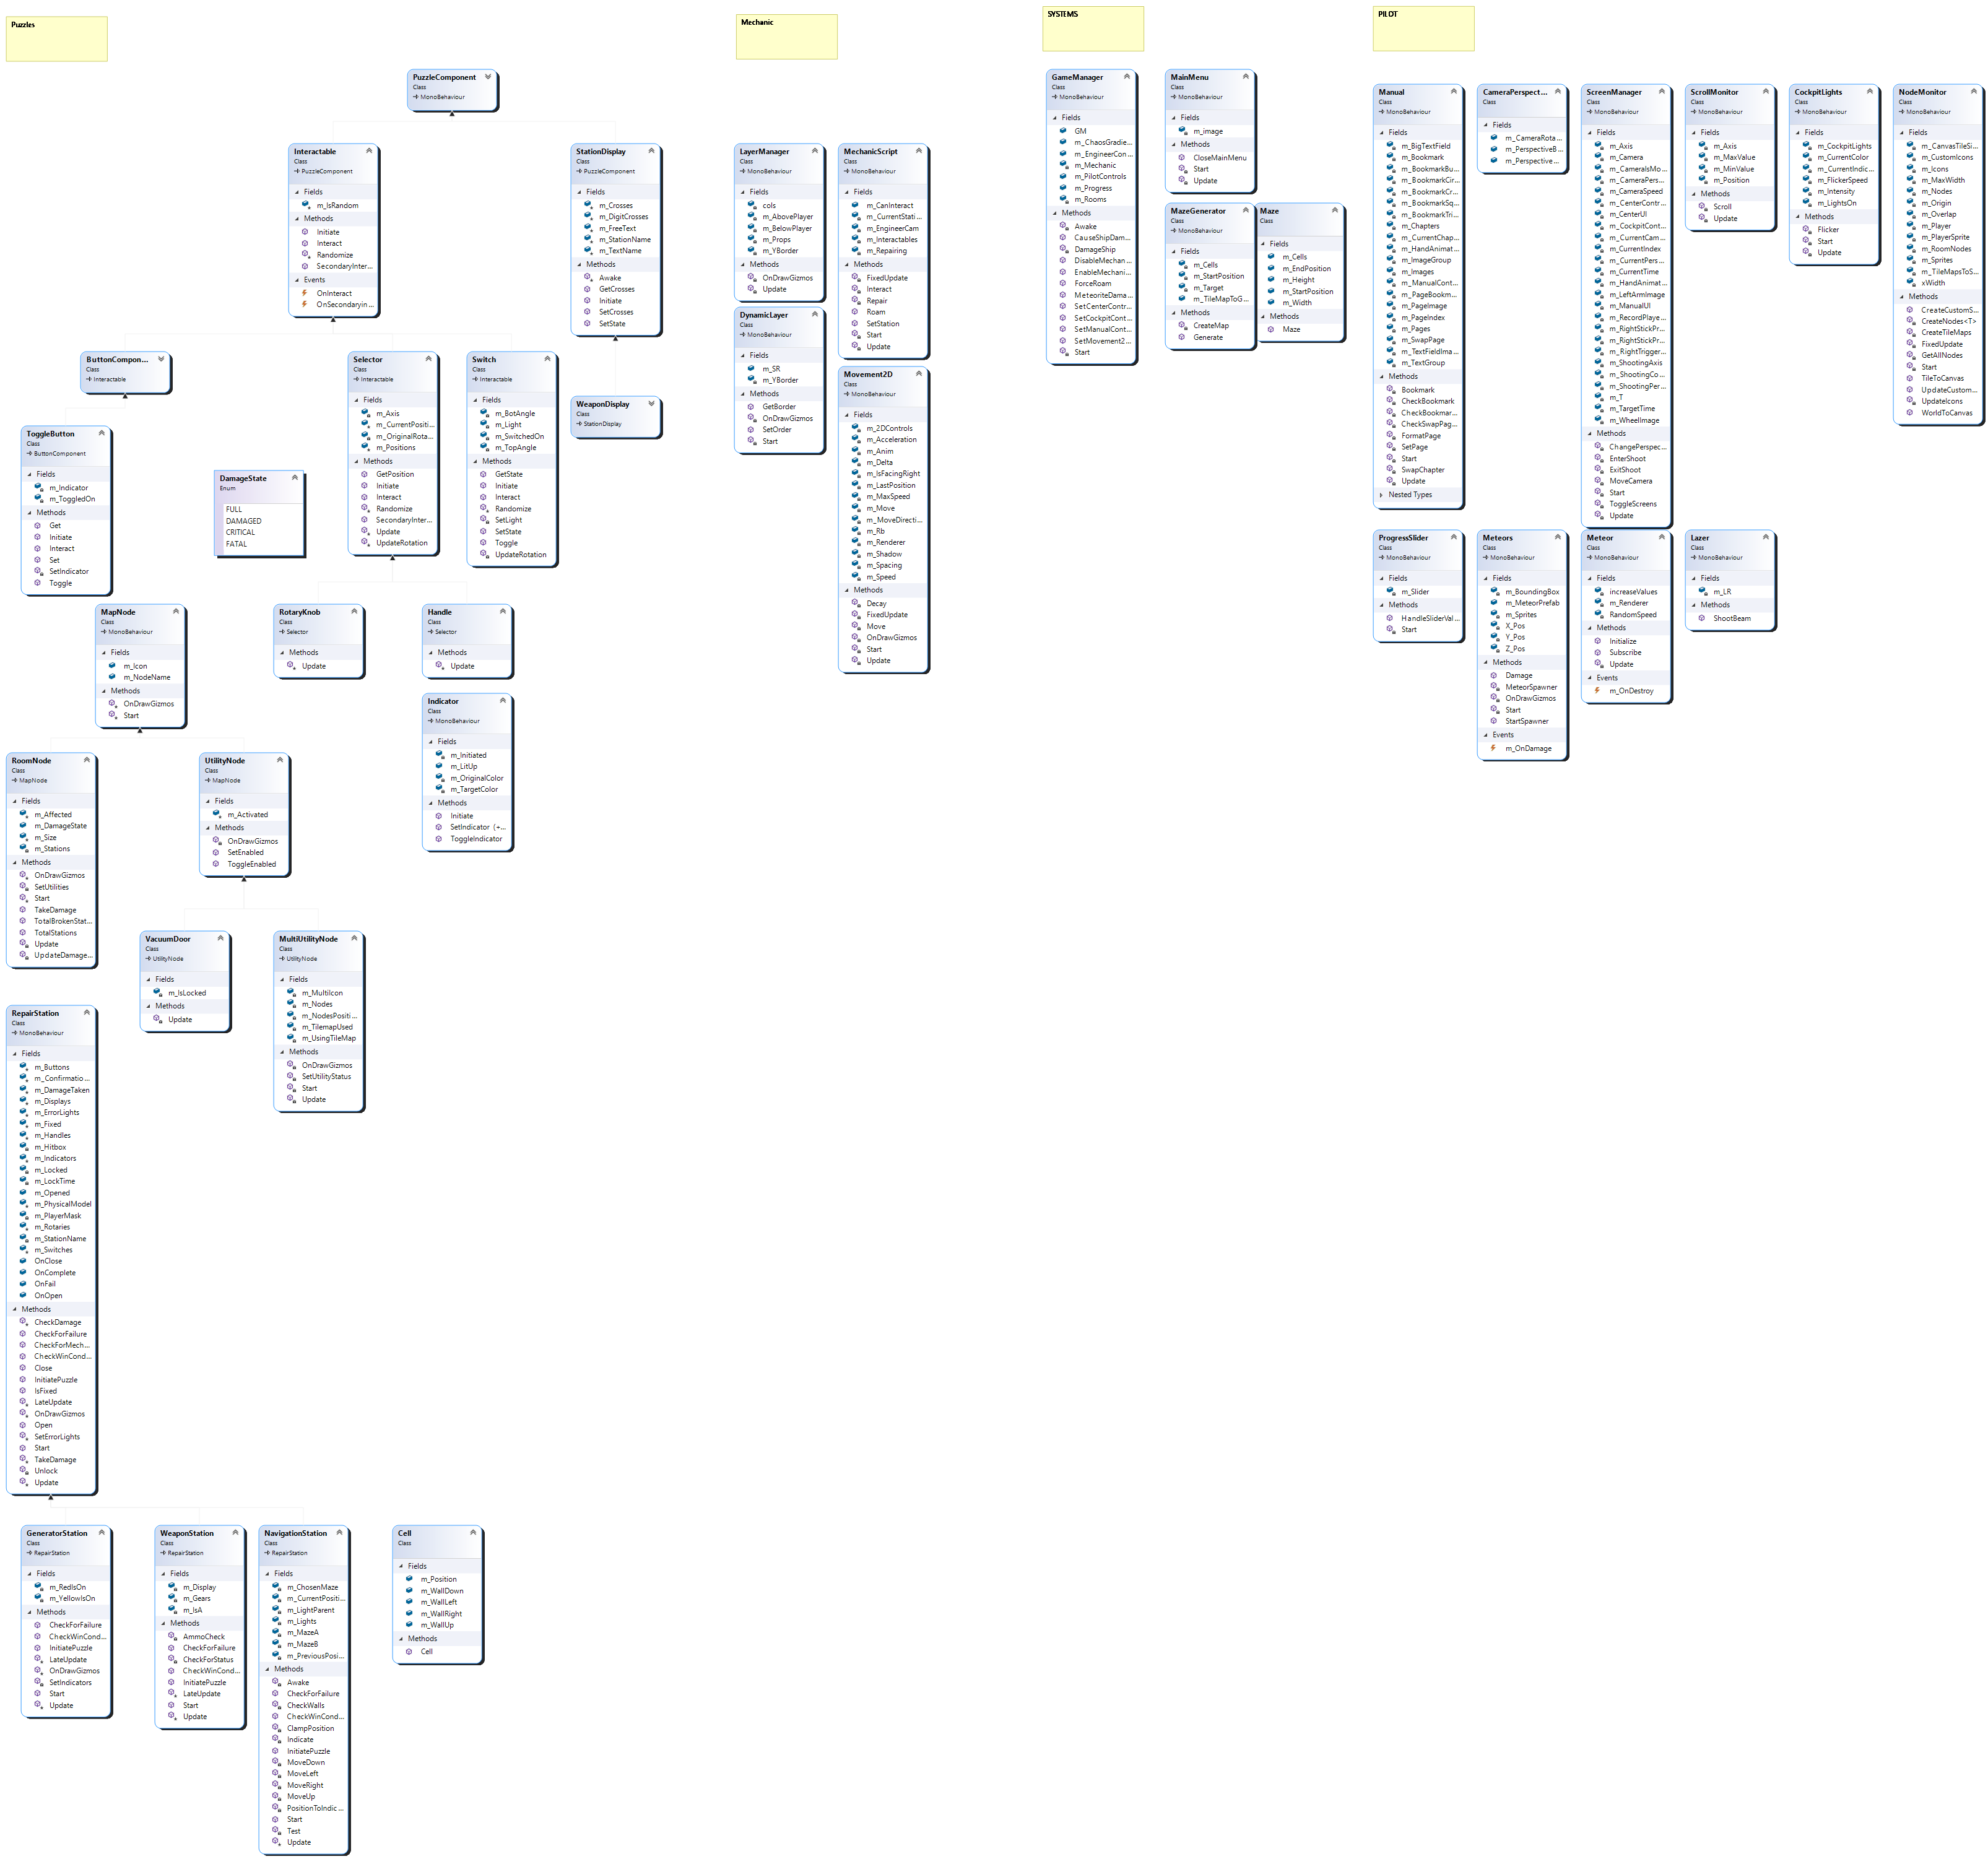 Puzzles
Mechanic
SYSTEMS
PILOT
PuzzleComponent
Class
MonoBehaviour
Interactable
Class
PuzzleComponent
Fields
m_IsRandom
Methods
Initiate
Interact
Randomize
SecondaryInter...
Events
OnInteract
OnSecondaryin...
StationDisplay
Class
PuzzleComponent
Fields
m_Crosses
m_DigitCrosses
m_FreeText
m_StationName
m_TextName
Methods
Awake
GetCrosses
Initiate
SetCrosses
SetState
ButtonCompon...
Class
Interactable
Selector
Class
Interactable
Fields
m_Axis
m_CurrentPositi...
m_OriginalRota...
m_Positions
Methods
GetPosition
Initiate
Interact
Randomize
SecondaryInter...
Update
UpdateRotation
Switch
Class
Interactable
Fields
m_BotAngle
m_Light
m_SwitchedOn
m_TopAngle
Methods
GetState
Initiate
Interact
Randomize
SetLight
SetState
Toggle
UpdateRotation
WeaponDisplay
Class
StationDisplay
ToggleButton
Class
ButtonComponent
Fields
m_Indicator
m_ToggledOn
Methods
Get
Initiate
Interact
Set
SetIndicator
Toggle
DamageState
Enum
FULL
DAMAGED
CRITICAL
FATAL
MapNode
Class
MonoBehaviour
Fields
m_Icon
m_NodeName
Methods
OnDrawGizmos
Start
RotaryKnob
Class
Selector
Methods
Update
Handle
Class
Selector
Methods
Update
Indicator
Class
MonoBehaviour
Fields
m_Initiated
m_LitUp
m_OriginalColor
m_TargetColor
Methods
Initiate
SetIndicator (+...
ToggleIndicator
RoomNode
Class
MapNode
Fields
m_Affected
m_DamageState
m_Size
m_Stations
Methods
OnDrawGizmos
SetUtilities
Start
TakeDamage
TotalBrokenStat...
TotalStations
Update
UpdateDamage...
UtilityNode
Class
MapNode
Fields
m_Activated
Methods
OnDrawGizmos
SetEnabled
ToggleEnabled
VacuumDoor
Class
UtilityNode
Fields
m_IsLocked
Methods
Update
MultiUtilityNode
Class
UtilityNode
Fields
m_MultiIcon
m_Nodes
m_NodesPositi...
m_TilemapUsed
m_UsingTileMap
Methods
OnDrawGizmos
SetUtilityStatus
Start
Update
RepairStation
Class
MonoBehaviour
Fields
m_Buttons
m_Confirmatio...
m_DamageTaken
m_Displays
m_ErrorLights
m_Fixed
m_Handles
m_Hitbox
m_Indicators
m_Locked
m_LockTime
m_Opened
m_PhysicalModel
m_PlayerMask
m_Rotaries
m_StationName
m_Switches
OnClose
OnComplete
OnFail
OnOpen
Methods
CheckDamage
CheckForFailure
CheckForMech...
CheckWinCond...
Close
InitiatePuzzle
IsFixed
LateUpdate
OnDrawGizmos
Open
SetErrorLights
Start
TakeDamage
Unlock
Update
GeneratorStation
Class
RepairStation
Fields
m_RedIsOn
m_YellowIsOn
Methods
CheckForFailure
CheckWinCond...
InitiatePuzzle
LateUpdate
OnDrawGizmos
SetIndicators
Start
Update
WeaponStation
Class
RepairStation
Fields
m_Display
m_Gears
m_IsA
Methods
AmmoCheck
CheckForFailure
CheckForStatus
CheckWinCond...
InitiatePuzzle
LateUpdate
Start
Update
NavigationStation
Class
RepairStation
Fields
m_ChosenMaze
m_CurrentPositi...
m_LightParent
m_Lights
m_MazeA
m_MazeB
m_PreviousPosi...
Methods
Awake
CheckForFailure
CheckWalls
CheckWinCond...
ClampPosition
Indicate
InitiatePuzzle
MoveDown
MoveLeft
MoveRight
MoveUp
PositionToIndic...
Start
Test
Update
Cell
Class
Fields
m_Position
m_WallDown
m_WallLeft
m_WallRight
m_WallUp
Methods
Cell
LayerManager
Class
MonoBehaviour
Fields
cols
m_AbovePlayer
m_BelowPlayer
m_Props
m_YBorder
Methods
OnDrawGizmos
Update
DynamicLayer
Class
MonoBehaviour
Fields
m_SR
m_YBorder
Methods
GetBorder
OnDrawGizmos
SetOrder
Start
MechanicScript
Class
MonoBehaviour
Fields
m_CanInteract
m_CurrentStati...
m_EngineerCam
m_Interactables
m_Repairing
Methods
FixedUpdate
Interact
Repair
Roam
SetStation
Start
Update
Movement2D
Class
MonoBehaviour
Fields
m_2DControls
m_Acceleration
m_Anim
m_Delta
m_IsFacingRight
m_LastPosition
m_MaxSpeed
m_Move
m_MoveDirecti...
m_Rb
m_Renderer
m_Shadow
m_Spacing
m_Speed
Methods
Decay
FixedUpdate
Move
OnDrawGizmos
Start
Update
GameManager
Class
MonoBehaviour
Fields
GM
m_ChaosGradie...
m_EngineerCon...
m_Mechanic
m_PilotControls
m_Progress
m_Rooms
Methods
Awake
CauseShipDam...
DamageShip
DisableMechan...
EnableMechani...
ForceRoam
MeteoriteDama...
SetCenterContr...
SetCockpitCont...
SetManualCont...
SetMovement2...
Start
MainMenu
Class
MonoBehaviour
Fields
m_image
Methods
CloseMainMenu
Start
Update
MazeGenerator
Class
MonoBehaviour
Fields
m_Cells
m_StartPosition
m_Target
m_TileMapToG...
Methods
CreateMap
Generate
Maze
Class
Fields
m_Cells
m_EndPosition
m_Height
m_StartPosition
m_Width
Methods
Maze
Manual
Class
MonoBehaviour
Fields
m_BigTextField
m_Bookmark
m_BookmarkBu...
m_BookmarkCir...
m_BookmarkCr...
m_BookmarkSq...
m_BookmarkTri...
m_Chapters
m_CurrentChap...
m_HandAnimat...
m_ImageGroup
m_Images
m_ManualCont...
m_PageBookm...
m_PageImage
m_PageIndex
m_Pages
m_SwapPage
m_TextFieldIma...
m_TextGroup
Methods
Bookmark
CheckBookmark
CheckBookmar...
CheckSwapPag...
FormatPage
SetPage
Start
SwapChapter
Update
Nested Types
CameraPerspect...
Class
Fields
m_CameraRota...
m_PerspectiveB...
m_Perspective...
ScreenManager
Class
MonoBehaviour
Fields
m_Axis
m_Camera
m_CameraIsMo...
m_CameraPers...
m_CameraSpeed
m_CenterContr...
m_CenterUI
m_CockpitCont...
m_CurrentCam...
m_CurrentIndex
m_CurrentPers...
m_CurrentTime
m_HandAnimat...
m_LeftArmImage
m_ManualUI
m_RecordPlaye...
m_RightStickPr...
m_RightStickPr...
m_RightTrigger...
m_ShootingAxis
m_ShootingCo...
m_ShootingPer...
m_T
m_TargetTime
m_WheelImage
Methods
ChangePerspec...
EnterShoot
ExitShoot
MoveCamera
Start
ToggleScreens
Update
ScrollMonitor
Class
MonoBehaviour
Fields
m_Axis
m_MaxValue
m_MinValue
m_Position
Methods
Scroll
Update
CockpitLights
Class
MonoBehaviour
Fields
m_CockpitLights
m_CurrentColor
m_CurrentIndic...
m_FlickerSpeed
m_Intensity
m_LightsOn
Methods
Flicker
Start
Update
NodeMonitor
Class
MonoBehaviour
Fields
m_CanvasTileSi...
m_CustomIcons
m_Icons
m_MaxWidth
m_Nodes
m_Origin
m_Overlap
m_Player
m_PlayerSprite
m_RoomNodes
m_Sprites
m_TileMapsToS...
xWidth
Methods
CreateCustomS...
CreateNodes<T>
CreateTileMaps
FixedUpdate
GetAllNodes
Start
TileToCanvas
UpdateCustom...
UpdateIcons
WorldToCanvas
ProgressSlider
Class
MonoBehaviour
Fields
m_Slider
Methods
HandleSliderVal...
Start
Meteors
Class
MonoBehaviour
Fields
m_BoundingBox
m_MeteorPrefab
m_Sprites
X_Pos
Y_Pos
Z_Pos
Methods
Damage
MeteorSpawner
OnDrawGizmos
Start
StartSpawner
Events
m_OnDamage
Meteor
Class
MonoBehaviour
Fields
increaseValues
m_Renderer
RandomSpeed
Methods
Initialize
Subscribe
Update
Events
m_OnDestroy
Lazer
Class
MonoBehaviour
Fields
m_LR
Methods
ShootBeam